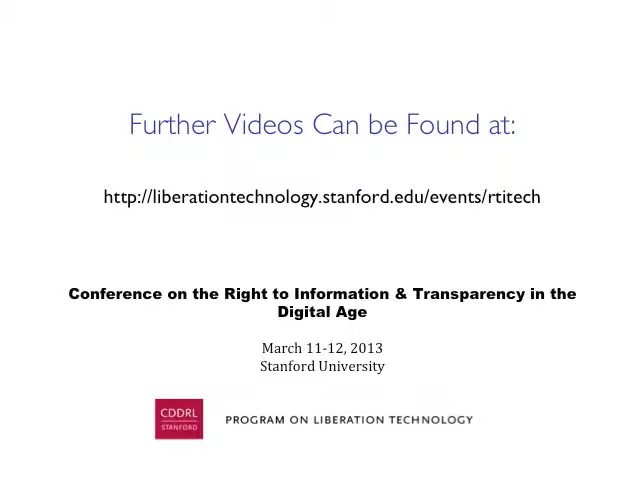 Further Videos Can be Found at:
http://liberationtechnology.stanford.edu/events/rtitech
Conference on the Right to Information & Transparency in the
Digital Age
March 11-12, 2013
Stanford University
CDDRL
STANFORD
PROGRAM ON LIBERATION TECHNOLOGY